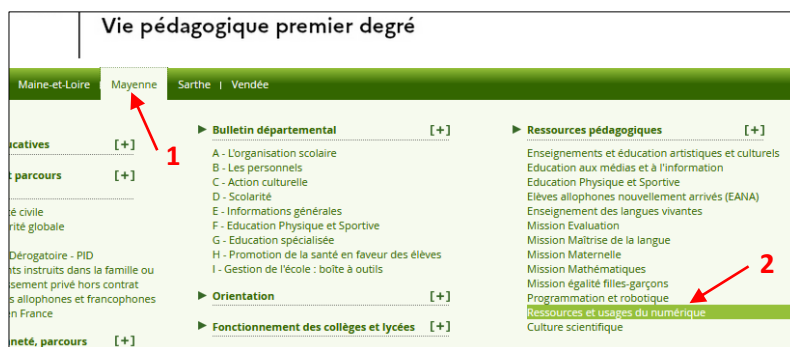 Vie pédagogique premier degré
Maine-et-Loire | Mayenne Sarthe | Vendée
1
ucatives [+]
t parcours [+]
té civile
rité globale
Dérogatoire - PID
nts instruits dans la famille ou
ssement privé hors contrat
s allophones et francophones
en France
neté, parcours [+]
Bulletin départemental [+]
A - L'organisation scolaire
B - Les personnels
C - Action culturelle
D - Scolarité
E - Informations générales
F - Education Physique et Sportive
G - Education spécialisée
H - Promotion de la santé en faveur des élèves
I - Gestion de l'école : boîte à outils
Orientation [+]
Fonctionnement des collèges et lycées [+]
Ressources pédagogiques [+]
Enseignements et éducation artistiques et culturels
Education aux médias et à l'information
Education Physique et Sportive
Elèves allophones nouvellement arrivés (EANA)
Enseignement des langues vivantes
Mission Evaluation
Mission Maîtrise de la langue
Mission Maternelle
Mission Mathématiques
Mission égalité filles-garçons
2
Programmation et robotique
Ressources et usages du numérique
Culture scientifique